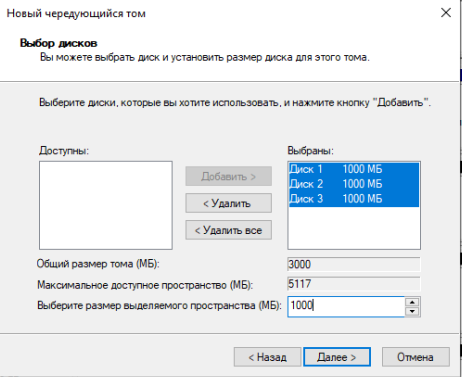 Новый чередующийся том
Выбор дисков
Вы можете выбрать диск и установить размер диска для этого тома.
Выберите диски, которые вы хотите использовать, и нажмите кнопку "Добавить".
Доступны:
Выбраны:
Добавить >
< Удалить
< Удалить все
Диск 1 1000 МБ
Диск 2 1000 МБ
Диск 3 1000 МБ
Общий размер тома (МБ): 3000
Максимальное доступное пространство (МБ): 5117
Выберите размер выделяемого пространства (МБ): 1000
< Назад Далее > Отмена